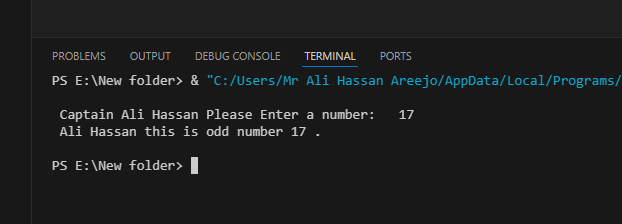 PROBLEMS OUTPUT DEBUG CONSOLE TERMINAL PORTS
PS E:\New folder> & "C:/Users/Mr Ali Hassan Areejo/AppData/Local/Programs/
Captain Ali Hassan Please Enter a number: 17
Ali Hassan this is odd number 17 .
PS E:\New folder>